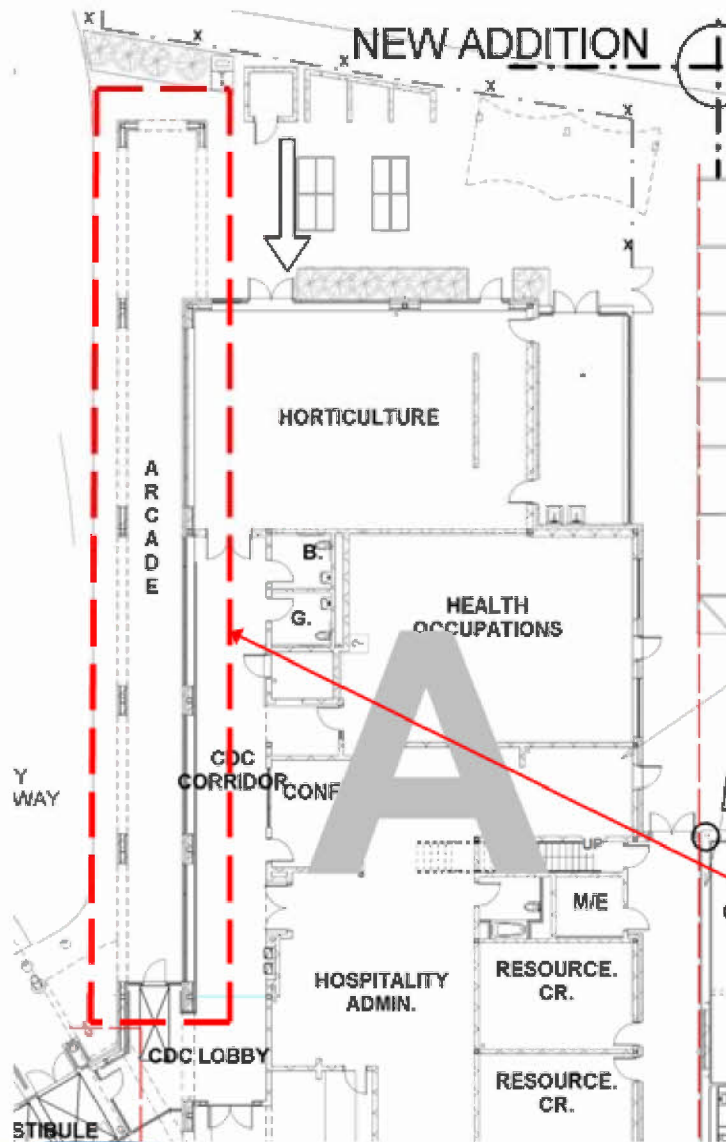 NEW ADDITION
HORTICULTURE
ARCADE
B.
G.
HEALTH
OCCUPATIONS
A
CDC
CORRIDOR
CONF
Y
WAY
UP
M/E
HOSPITALITY
ADMIN.
RESOURCE.
CR.
CDC LOBBY
RESOURCE.
CR.
STIBULE
X
X
X
X
X
X